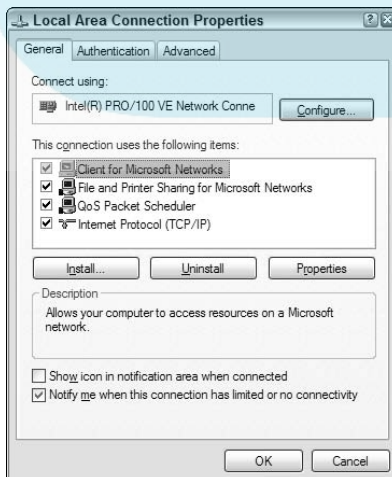 Local Area Connection Properties
General Authentication Advanced
Connect using:
Intel(R) PRO/100 VE Network Conne
Configure...
This connection uses the following items:
Client for Microsoft Networks
File and Printer Sharing for Microsoft Networks
QoS Packet Scheduler
Internet Protocol (TCP/IP)
Install... Uninstall Properties
Description
Allows your computer to access resources on a Microsoft
network.
Show icon in notification area when connected
Notify me when this connection has limited or no connectivity
OK Cancel